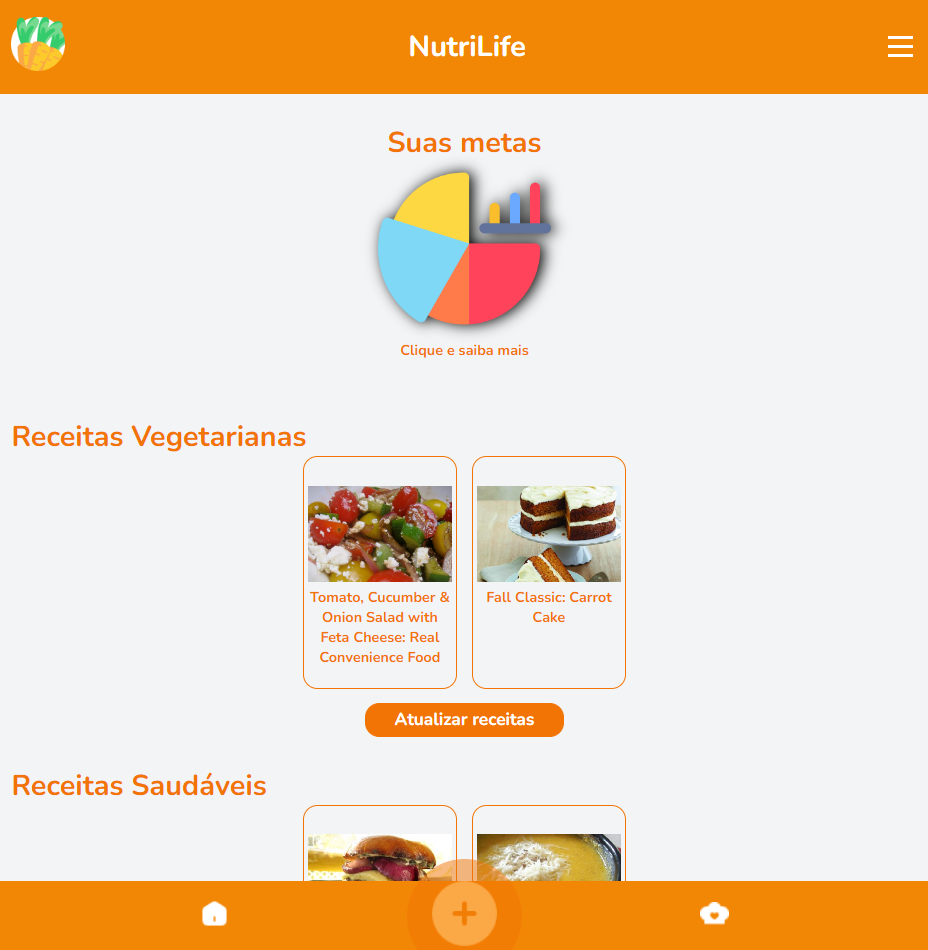 NutriLife
Suas metas
Clique e saiba mais
Receitas Vegetarianas
Tomato, Cucumber &
Onion Salad with
Feta Cheese: Real
Convenience Food
Fall Classic: Carrot
Cake
Atualizar receitas
Receitas Saudáveis